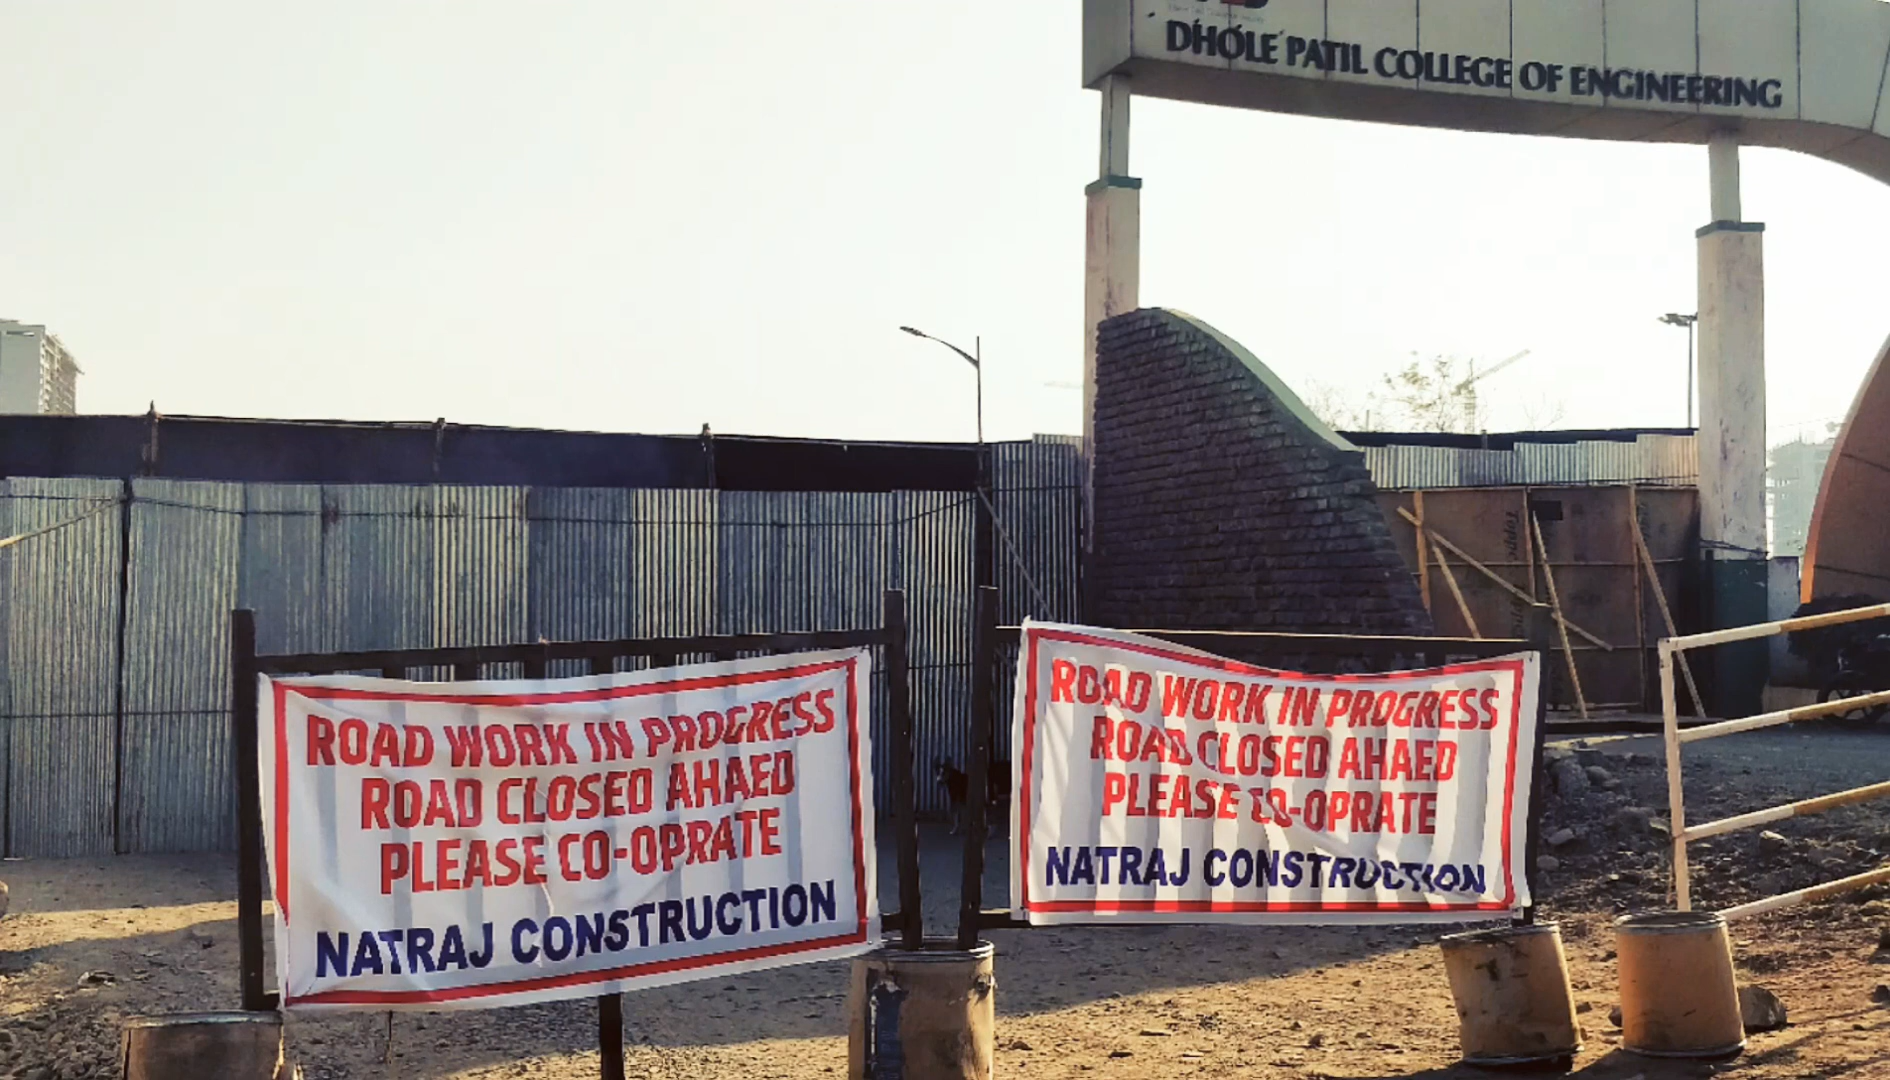 DHOLE PATIL COLLEGE OF ENGINEERING
ROAD WORK IN PROGRESS
ROAD CLOSED AHAED
PLEASE CO-OPRATE
NATRAJ CONSTRUCTION
ROAD WORK IN PROGRESS
ROAD CLOSED AHAED
PLEASE CO-OPRATE
NATRAJ CONSTRUCTION